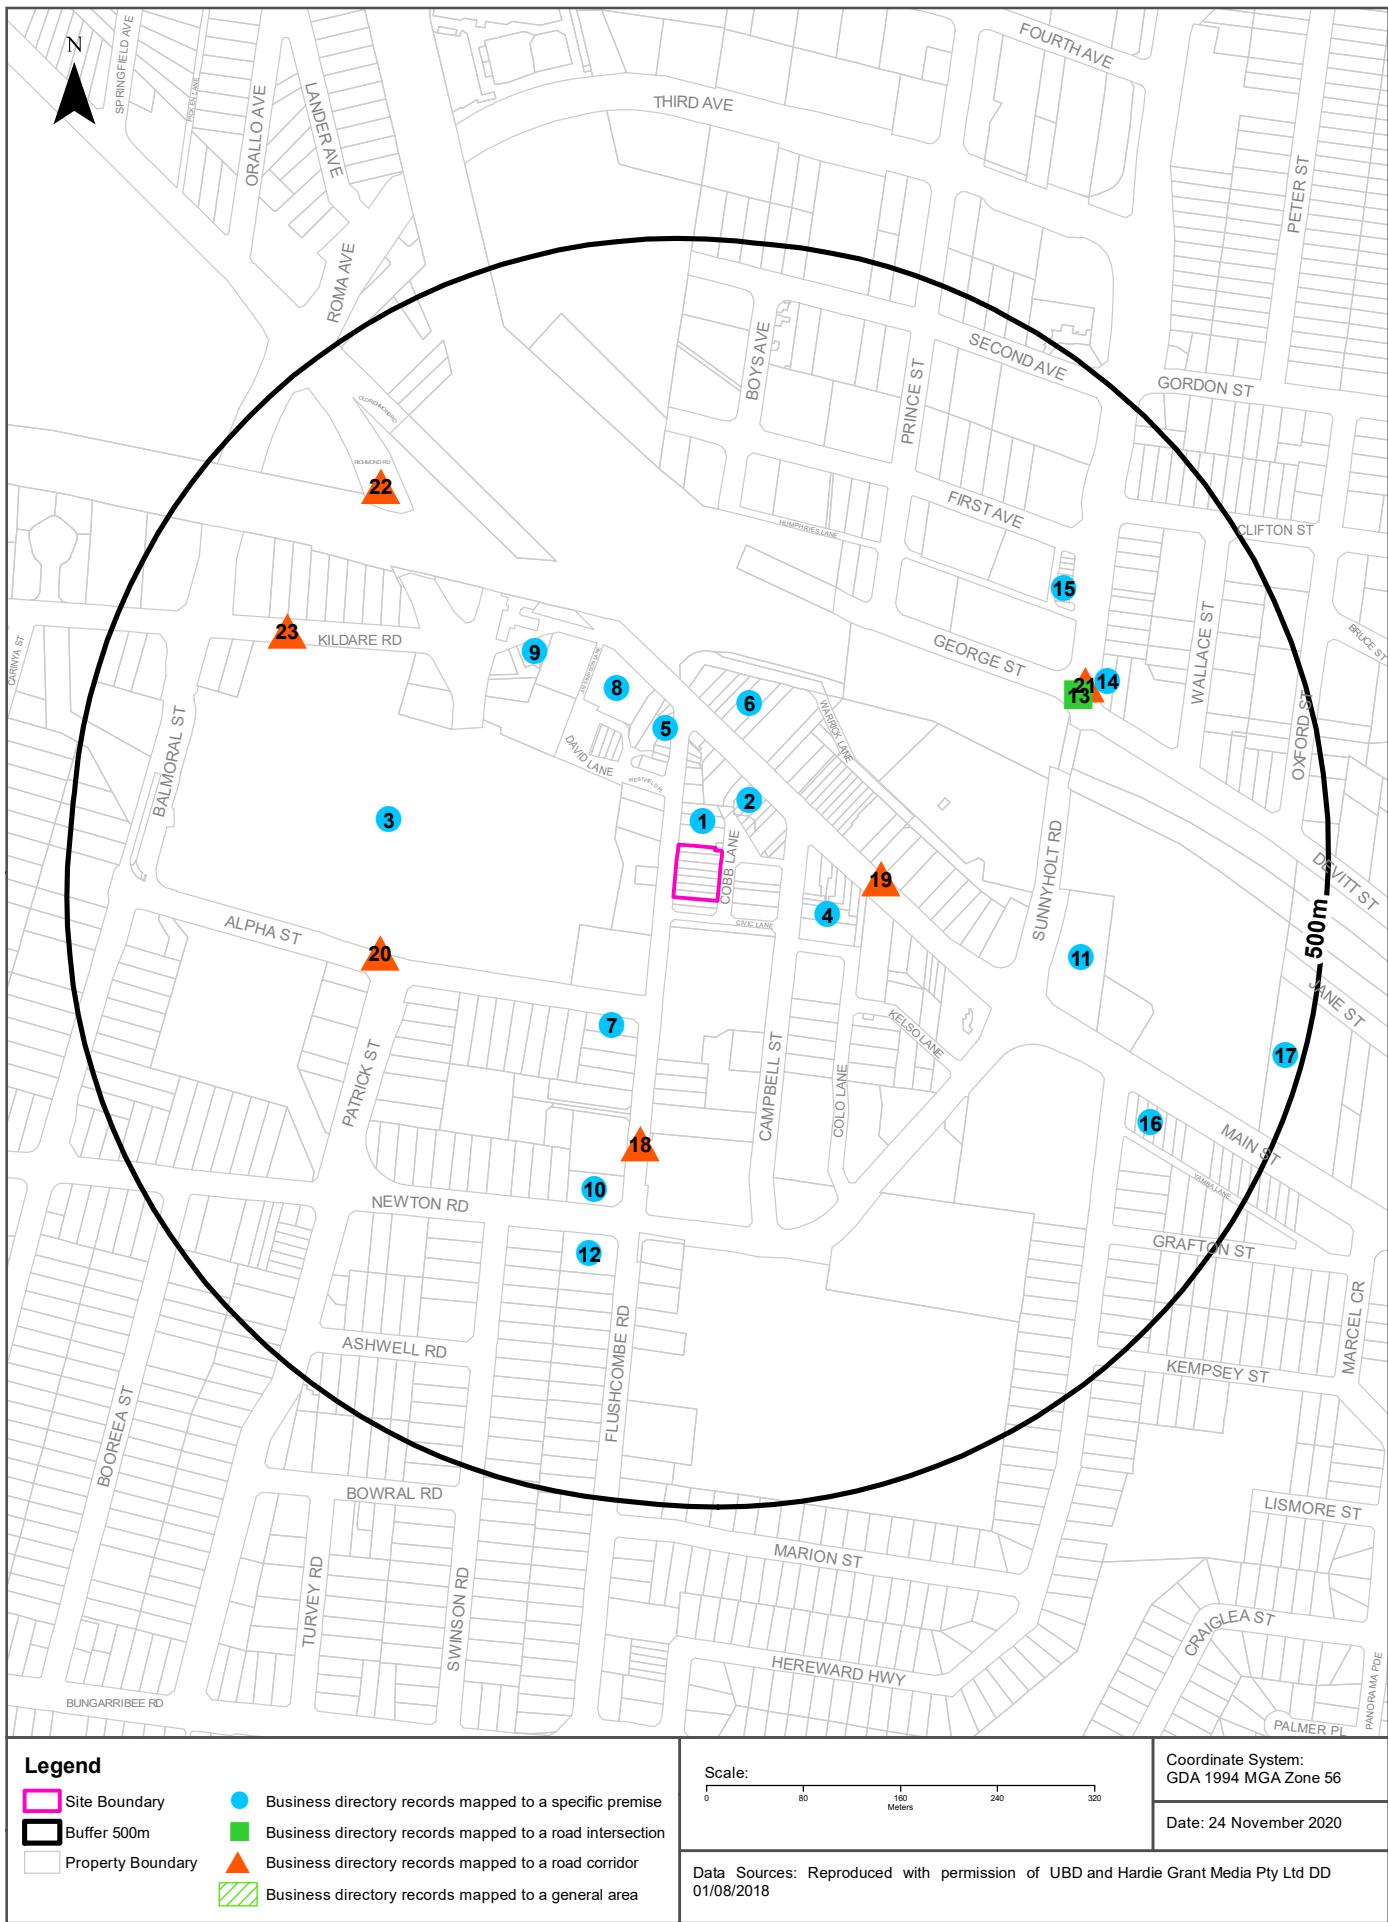 N
SPRINGFIELD AVE
PICKEN LANE
ORALLO AVE
LANDER AVE
FOURTH AVE
THIRD AVE
PETER ST
ROMA AVE
BOYS AVE
SECOND AVE
PRINCE ST
GORDON ST
OLD RICHMOND RD
RICHMOND RD
22
FIRST AVE
HUMPHRIES LANE
CLIFTON ST
15
BRUCE ST
WALLACE ST
CARINYA ST
23
KILDARE RD
9
GEORGE ST
8
21
14
13
6
5
WARRICK LANE
DAVID LANE
OXFORD ST
BALMORAL ST
2
3
1
COBB LANE
DEVITT ST
19
SUNNYHOLT RD
4
CIVIC LANE
500m
ALPHA ST
20
11
JANE ST
7
KELSO LANE
17
PATRICK ST
CAMPBELL ST
COLO LANE
16
MAIN ST
18
YAMBA LANE
10
NEWTON RD
GRAFTON ST
12
MARCEL CR
ASHWELL RD
FLUSHCOMBE RD
KEMPSEY ST
BOOREEA ST
BOWRAL RD
LISMORE ST
MARION ST
TURVEY RD
SWINSON RD
CRAIGLEA ST
HEREWARD HWY
PANORAMA PDE
BUNGARRIBEE RD
PALMER PL
Legend
Site Boundary
Buffer 500m
Property Boundary
Business directory records mapped to a specific premise
Business directory records mapped to a road intersection
Business directory records mapped to a road corridor
Business directory records mapped to a general area
Scale:
0 80 160 240 320
Meters
Coordinate System:
GDA 1994 MGA Zone 56
Date: 24 November 2020
Data Sources: Reproduced with permission of UBD and Hardie Grant Media Pty Ltd DD
01/08/2018